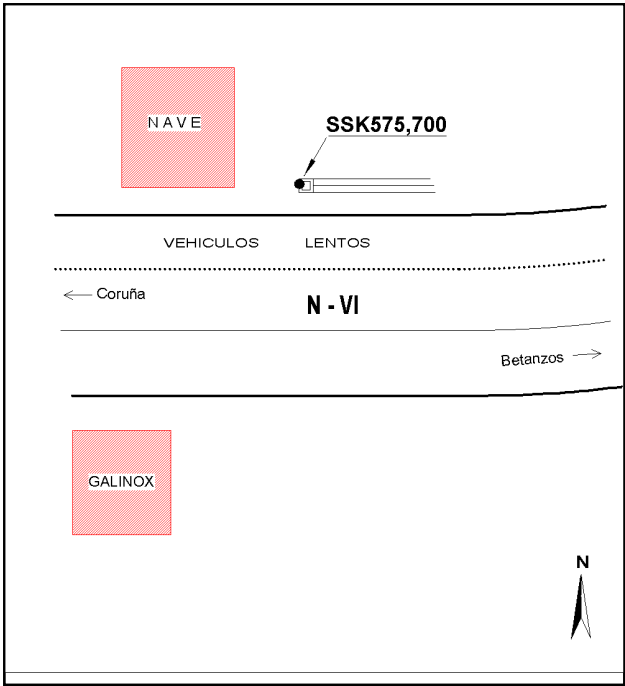 NAVE
SSK575,700
VEHICULOS LENTOS
Coruña
N - VI
Betanzos
GALINOX
N